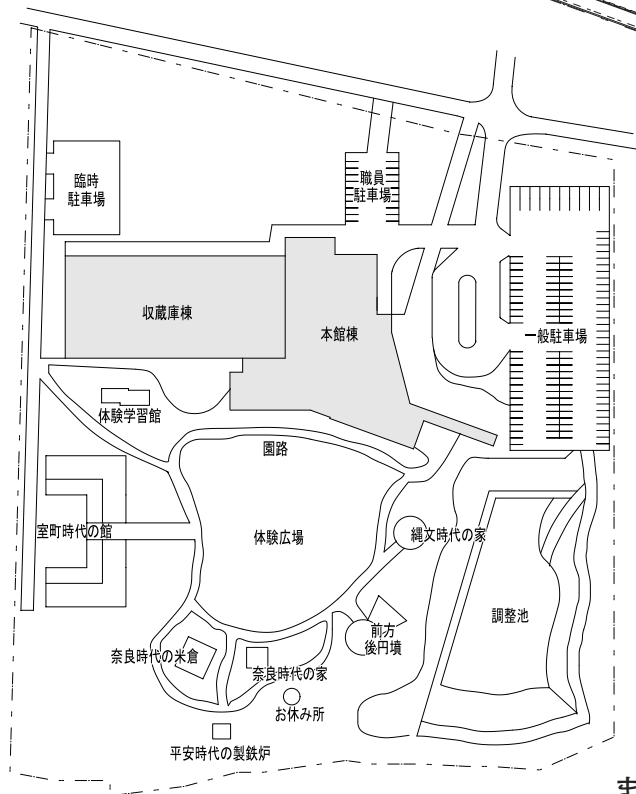 臨時
駐車場
職員
駐車場
収蔵庫棟
本館棟
一般駐車場
体験学習館
園路
室町時代の館
体験広場
縄文時代の家
調整池
前方
後円墳
奈良時代の米倉
奈良時代の家
お休み所
平安時代の製鉄炉